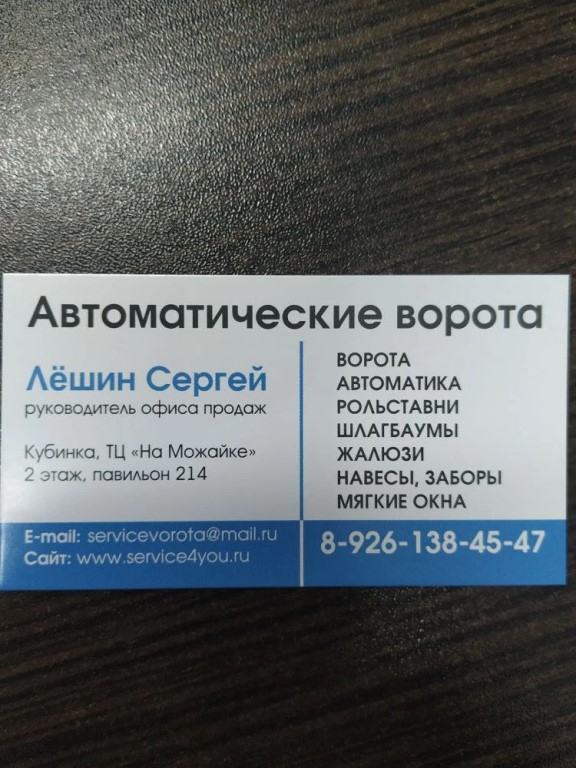 Автоматические ворота
Лёшин Сергей
руководитель офиса продаж
Кубинка, ТЦ «На Можайке»
2 этаж, павильон 214
E-mail: servicevorota@mail.ru
Сайт: www.service4you.ru
ВОРОТА
АВТОМАТИКА
РОЛЬСТАВНИ
ШЛАГБАУМЫ
ЖАЛЮЗИ
НАВЕСЫ, ЗАБОРЫ
МЯГКИЕ ОКНА
8-926-138-45-47